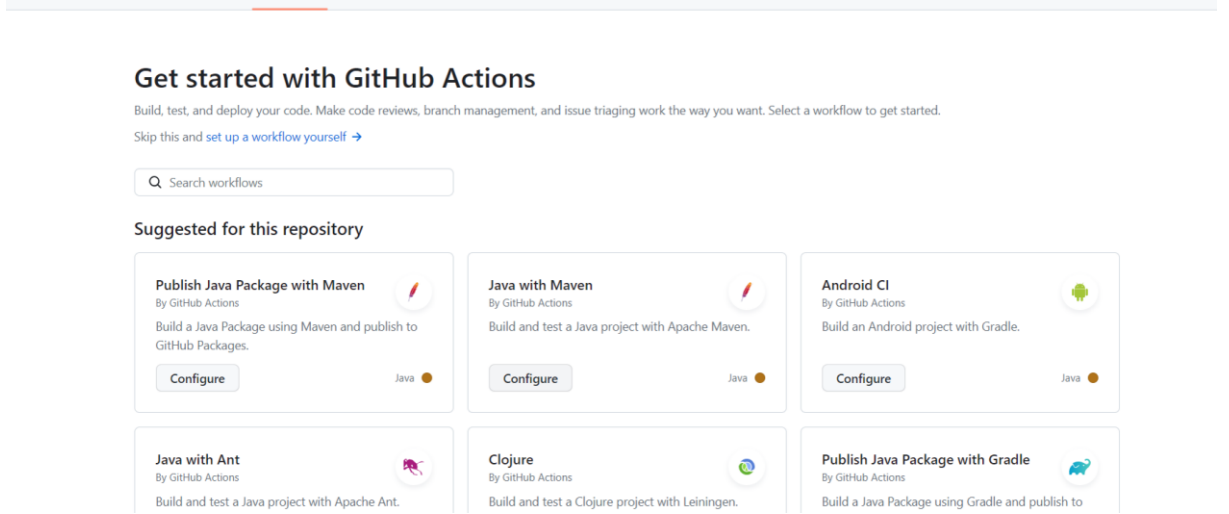 Get started with GitHub Actions
Build, test, and deploy your code. Make code reviews, branch management, and issue triaging work the way you want. Select a workflow to get started.
Skip this and set up a workflow yourself →
Search workflows
Suggested for this repository
Publish Java Package with Maven
By GitHub Actions
Build a Java Package using Maven and publish to
GitHub Packages.
Configure
Java
Java with Maven
By GitHub Actions
Build and test a Java project with Apache Maven.
Configure
Java
Android CI
By GitHub Actions
Build an Android project with Gradle.
Configure
Java
Java with Ant
By GitHub Actions
Build and test a Java project with Apache Ant.
Clojure
By GitHub Actions
Build and test a Clojure project with Leiningen.
Publish Java Package with Gradle
By GitHub Actions
Build a Java Package using Gradle and publish to